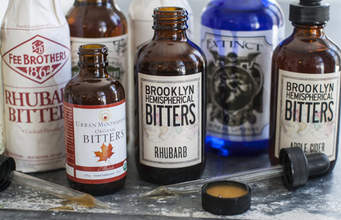 FEE BROTHERS
1864
RHUBARB
BITTERS
URBAN MOONSHINE
ORGANIC
BITTERS
BROOKLYN
HEMISPHERICAL
BITTERS
RHUBARB
EXTINCT
BROOKLYN
HEMISPHERICAL
BITTERS
APPLE CIDER